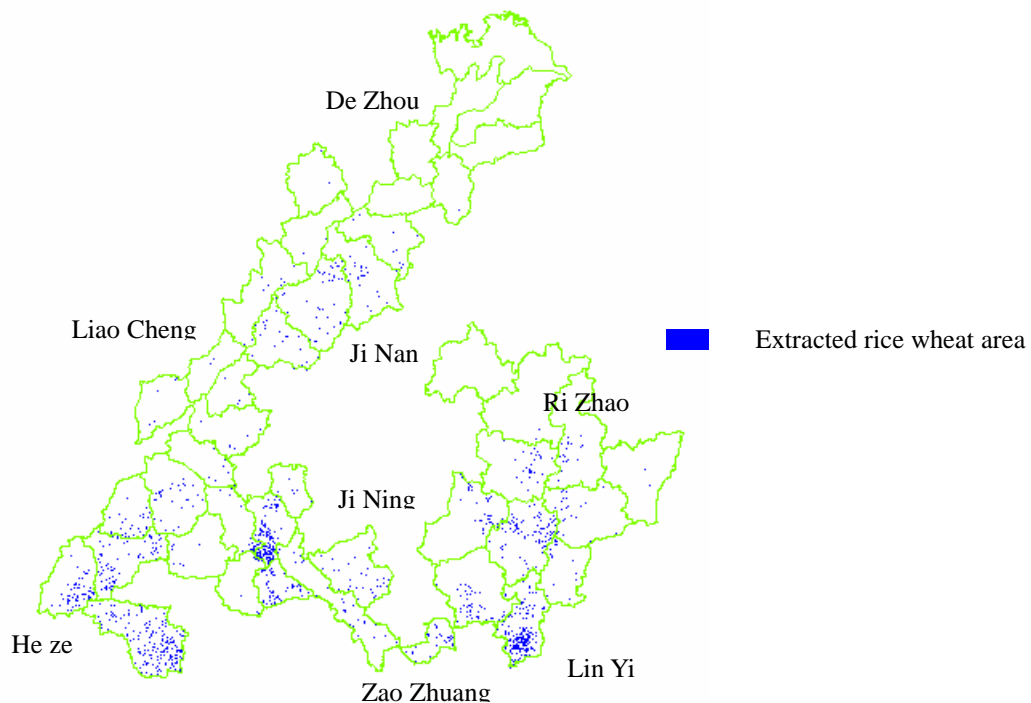 De Zhou
Liao Cheng
Ji Nan
Extracted rice wheat area
Ri Zhao
Ji Ning
He ze
Lin Yi
Zao Zhuang